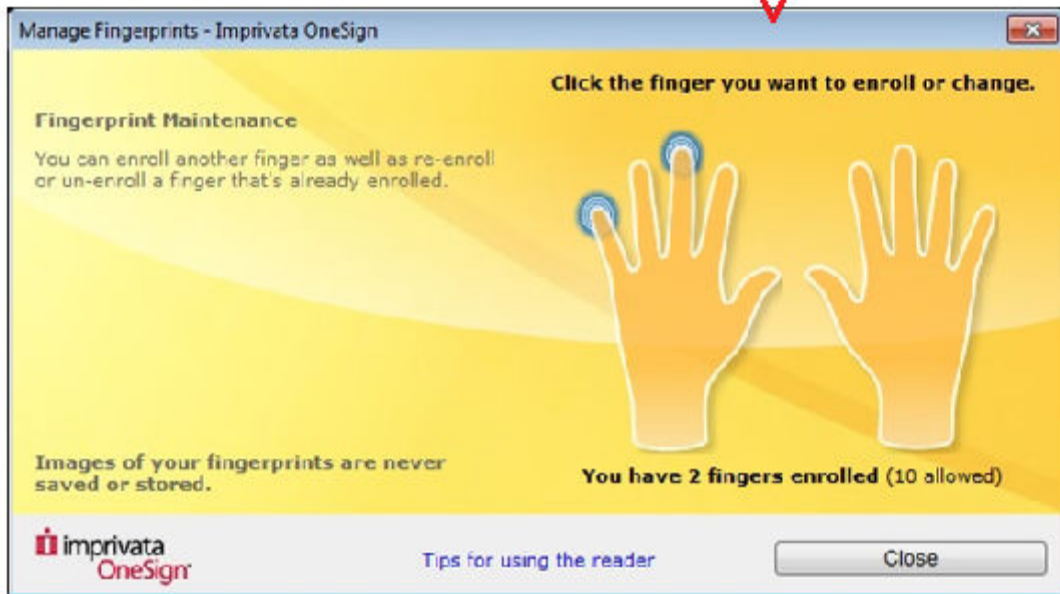 Manage Fingerprints - Imprivata OneSign
Click the finger you want to enroll or change.
Fingerprint Maintenance
You can enroll another finger as well as re-enroll
or un-enroll a finger that's already enrolled.
Images of your fingerprints are never
saved or stored.
You have 2 fingers enrolled (10 allowed)
imprivata
OneSign
Tips for using the reader
Close